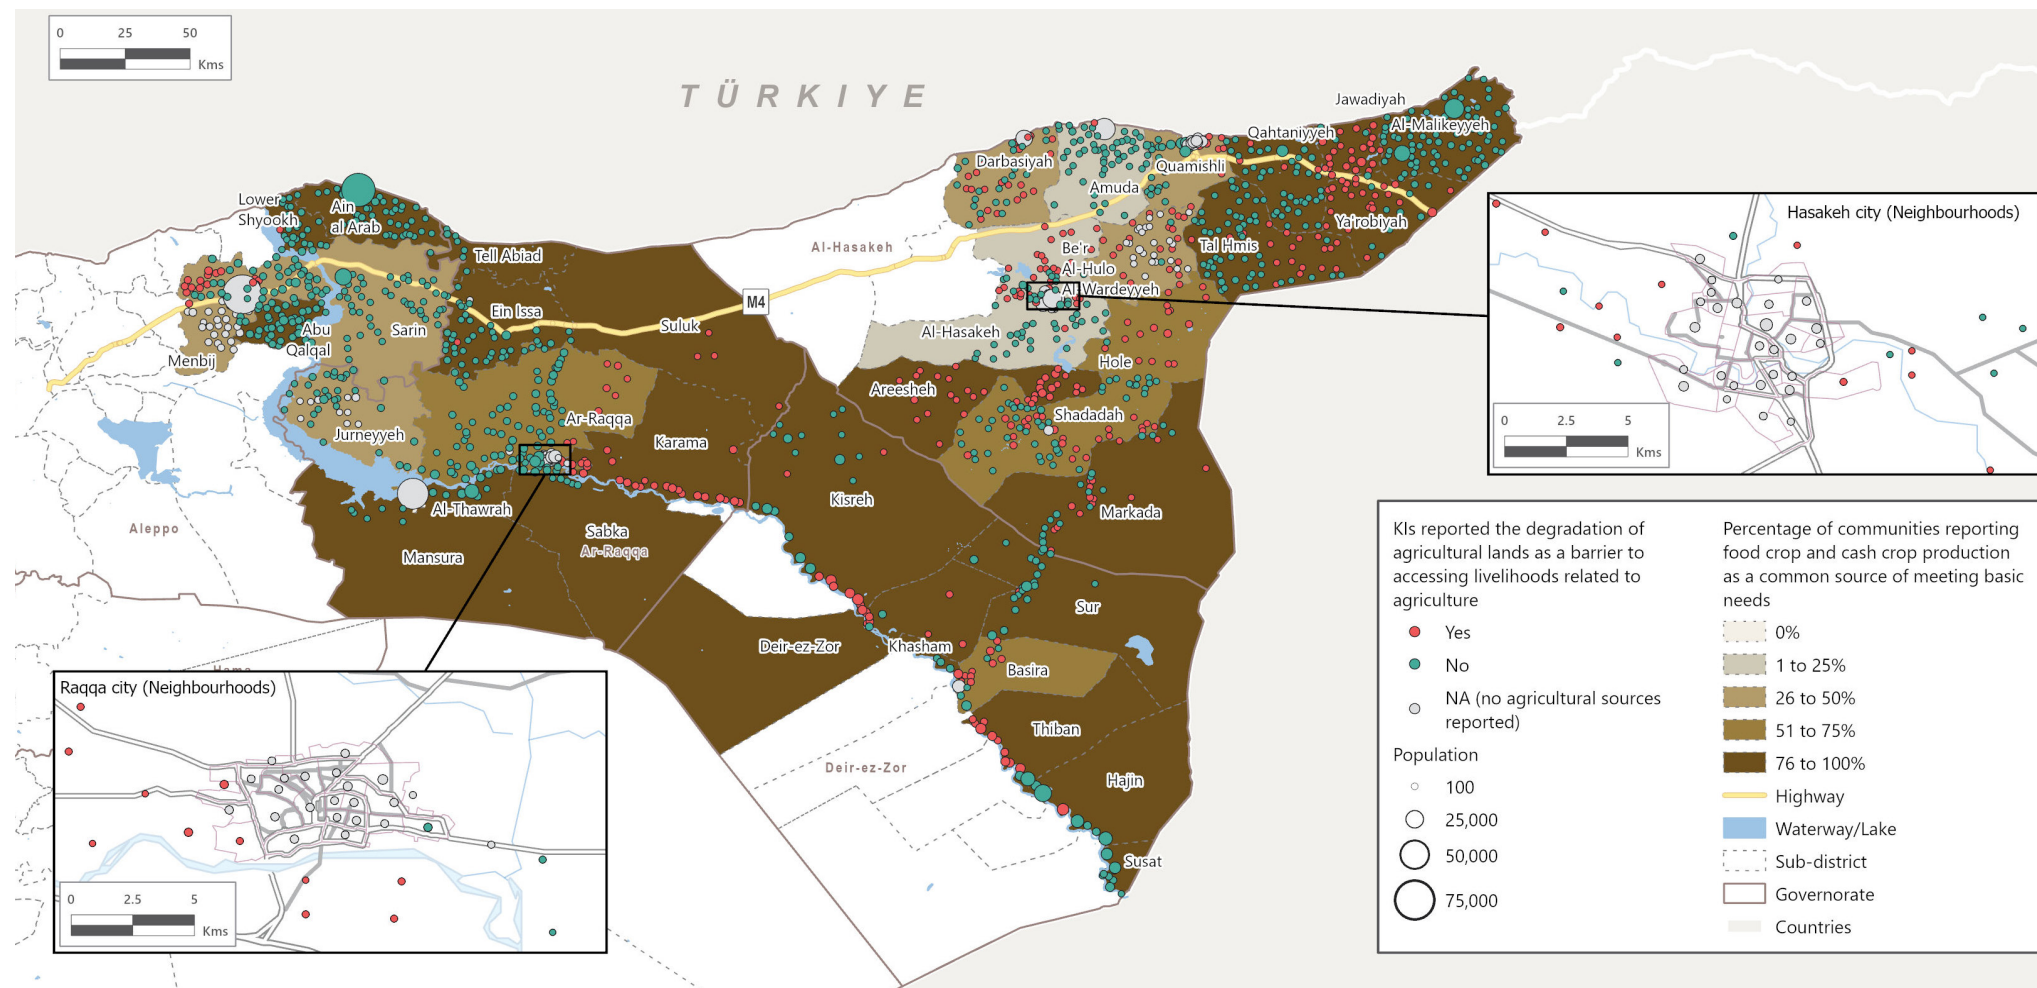 0 25 50
Kms
TÜRKIYE
Jawadiyah
Al-Malikeyyeh
Qahtaniyyeh
Darbasiyah
Quamishli
Amuda
Lower
Shyookh
Ain
al Arab
Ya'robiyah
Tal Hmis
Al-Hasakeh
Be'r
Al-Hulo
Al-Wardeyyeh
Tell Abiad
M4
Ein Issa
Suluk
Abu
Qalqal
Sarin
Al-Hasakeh
Menbij
Hole
Areesheh
Shadadah
Ar-Raqqa
Jurneyyeh
Karama
Kisreh
Al-Thawrah
Markada
Aleppo
Sabka
Ar-Raqqa
Mansura
Sur
Deir-ez-Zor
Khasham
Basira
Hama
Thiban
Deir-ez-Zor
Hajin
Susat
Hasakeh city (Neighbourhoods)
0 2.5 5
Kms
Raqqa city (Neighbourhoods)
0 2.5 5
Kms
KIs reported the degradation of
agricultural lands as a barrier to
accessing livelihoods related to
agriculture
Yes
No
NA (no agricultural sources
reported)
Population
100
25,000
50,000
75,000
Percentage of communities reporting
food crop and cash crop production
as a common source of meeting basic
needs
0%
1 to 25%
26 to 50%
51 to 75%
76 to 100%
Highway
Waterway/Lake
Sub-district
Governorate
Countries